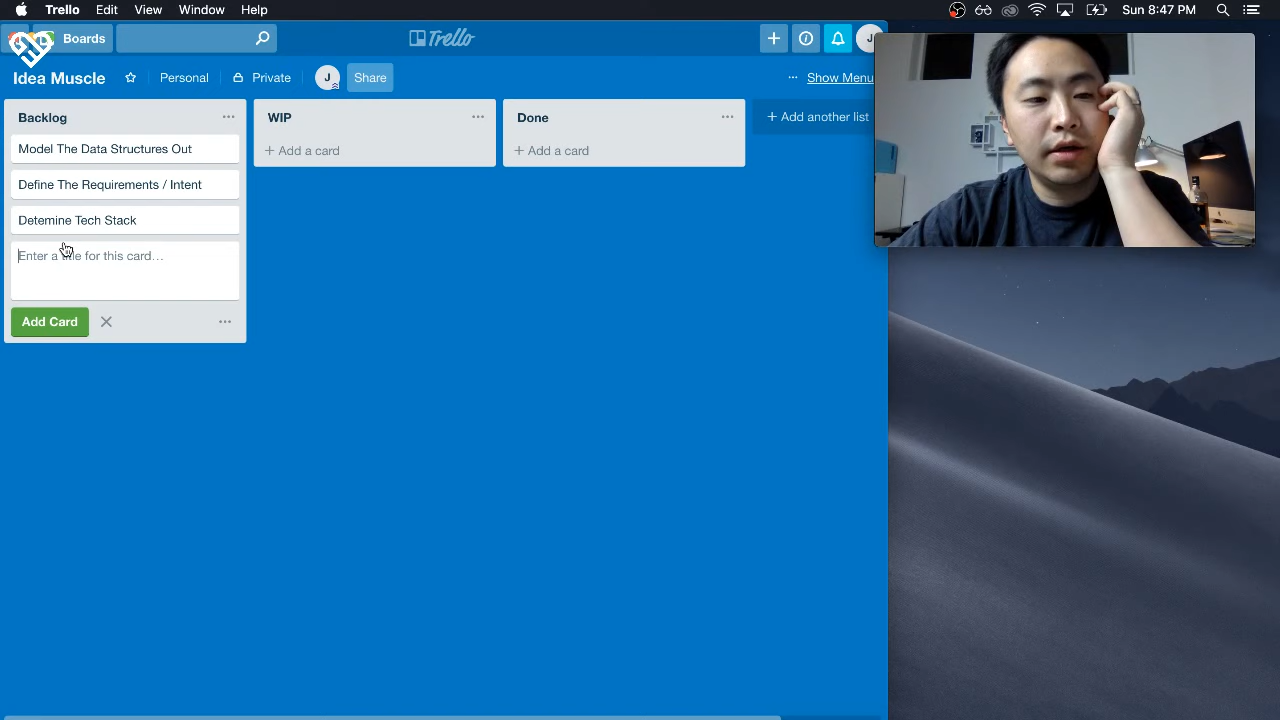 Trello Edit View Window Help
Sun 8:47 PM
Boards
Trello
J
Idea Muscle
Personal
Private
J
Share
Show Menu
Backlog
Model The Data Structures Out
Define The Requirements / Intent
Detemine Tech Stack
Enter a title for this card…
Add Card
WIP
+ Add a card
Done
+ Add a card
+ Add another list